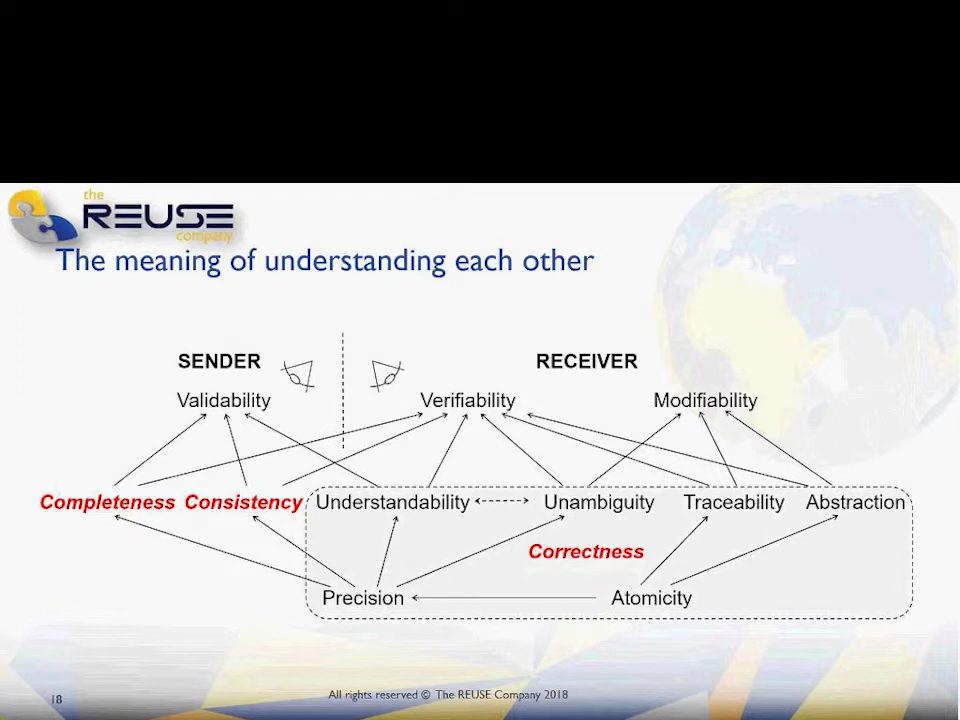 the
REUSE
company
The meaning of understanding each other
SENDER
RECEIVER
Validability
Verifiability
Modifiability
Completeness
Consistency
Understandability
Unambiguity
Traceability
Abstraction
Correctness
Precision
Atomicity
18
All rights reserved © The REUSE Company 2018